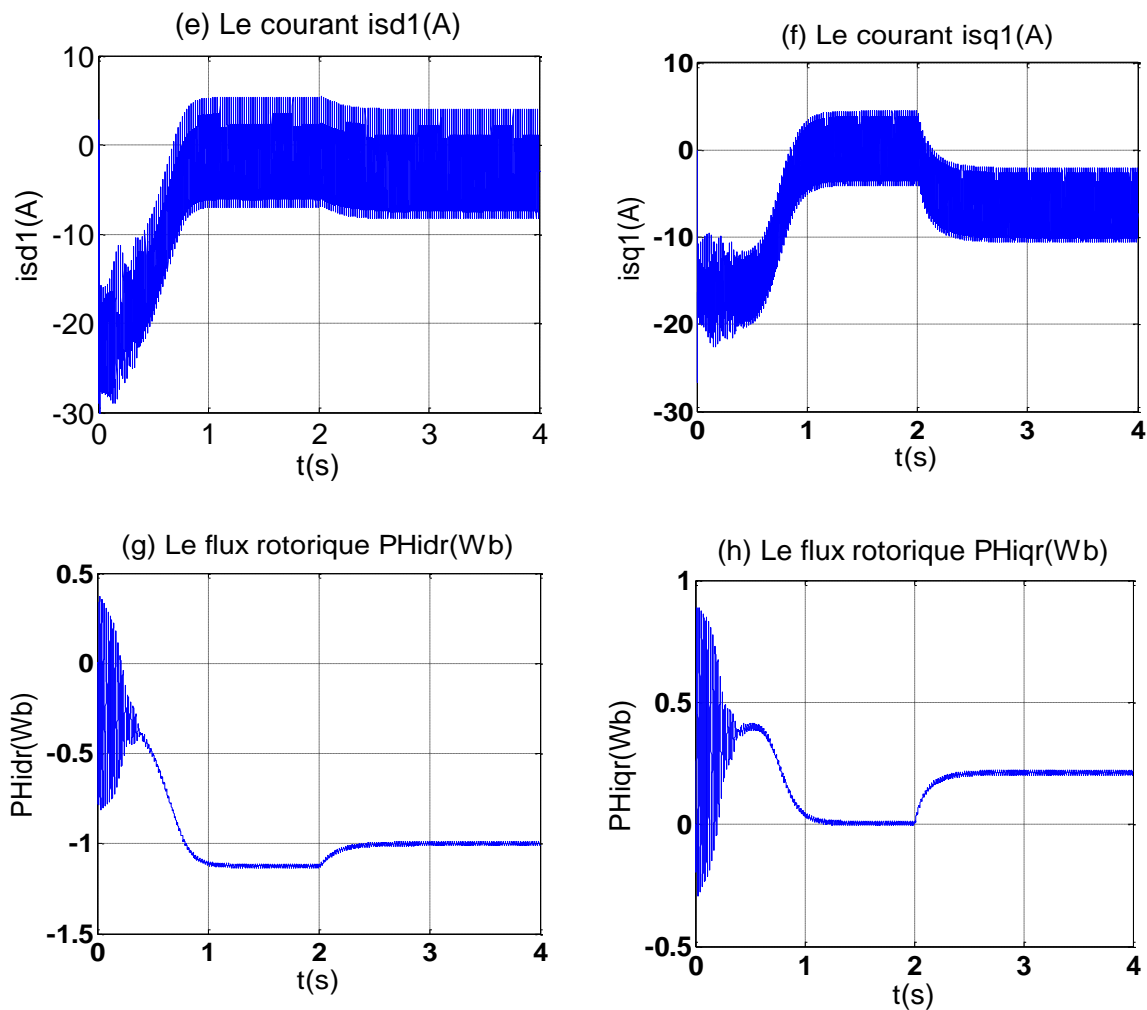 (e) Le courant isd1(A)
10
0
-10
-20
-30
isd1(A)
0 1 2 3 4
t(s)
(f) Le courant isq1(A)
10
0
-10
-20
-30
isq1(A)
0 1 2 3 4
t(s)
(g) Le flux rotorique PHidr(Wb)
0.5
0
-0.5
-1
-1.5
PHidr(Wb)
0 1 2 3 4
t(s)
(h) Le flux rotorique PHiqr(Wb)
1
0.5
0
-0.5
PHiqr(Wb)
0 1 2 3 4
t(s)